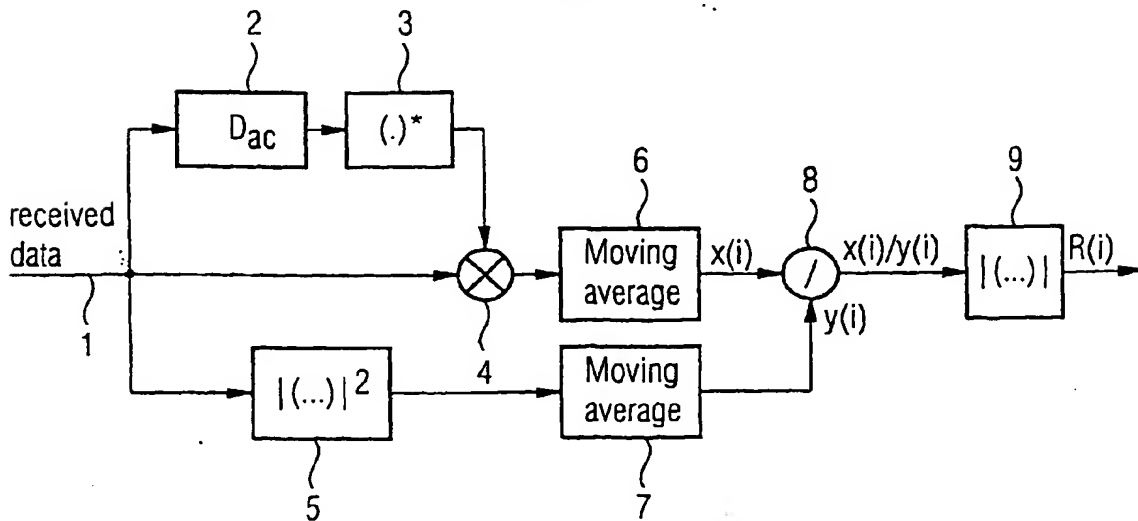 2
3
D_ac
(.)*
6
8
9
received
data
Moving
average
x(i)
/
x(i)/y(i)
|(...)|
R(i)
y(i)
1
4
|(...)|²
Moving
average
5
7